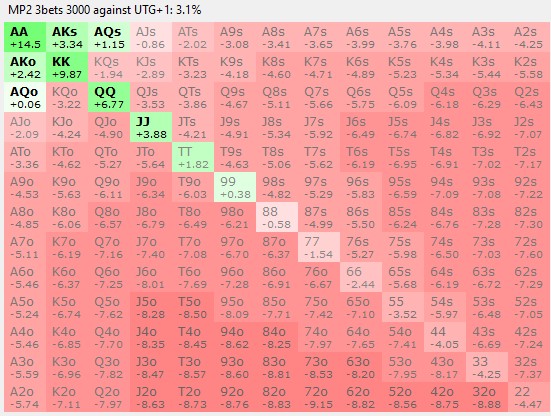 MP2 3bets 3000 against UTG+1: 3.1%
AA AKs AQs AJs ATs A9s A8s A7s A6s A5s A4s A3s A2s
+14.5 +3.34 +1.15 -0.86 -2.02 -3.08 -3.41 -3.65 -3.99 -3.76 -3.98 -4.11 -4.25
AKo KK KQs KJs KTs K9s K8s K7s K6s K5s K4s K3s K2s
+2.42 +9.87 -1.94 -2.89 -3.23 -4.18 -4.60 -4.71 -4.89 -5.23 -5.34 -5.44 -5.58
AQo KQo QQ QJs QTs Q9s Q8s Q7s Q6s Q5s Q4s Q3s Q2s
+0.06 -3.22 +6.77 -3.53 -3.86 -4.67 -5.11 -5.66 -5.75 -6.09 -6.18 -6.29 -6.43
AJo KJo QJo JJ JTs J9s J8s J7s J6s J5s J4s J3s J2s
-2.09 -4.24 -4.90 +3.88 -4.21 -4.91 -5.34 -5.92 -6.49 -6.74 -6.82 -6.92 -7.07
ATo KTo QTo JTo TT T9s T8s T7s T6s T5s T4s T3s T2s
-3.36 -4.62 -5.27 -5.64 +1.82 -4.63 -5.06 -5.62 -6.19 -6.95 -6.91 -7.02 -7.17
A9o K9o Q9o J9o T9o 99 98s 97s 96s 95s 94s 93s 92s
-4.53 -5.63 -6.11 -6.34 -6.03 +0.38 -4.82 -5.29 -5.83 -6.59 -7.09 -7.08 -7.22
A8o K8o Q8o J8o T8o 98o 88 87s 86s 85s 84s 83s 82s
-4.85 -6.06 -6.57 -6.79 -6.49 -6.21 -0.58 -4.99 -5.50 -6.24 -6.76 -7.28 -7.30
A7o K7o Q7o J7o T7o 97o 87o 77 76s 75s 74s 73s 72s
-5.11 -6.19 -7.16 -7.40 -7.08 -6.70 -6.37 -1.54 -5.27 -5.98 -6.50 -7.03 -7.60
A6o K6o Q6o J6o T6o 96o 86o 76o 66 65s 64s 63s 62s
-5.46 -6.37 -7.25 -8.01 -7.69 -7.28 -6.91 -6.67 -2.44 -5.68 -6.19 -6.72 -7.29
A5o K5o Q5o J5o T5o 95o 85o 75o 65o 55 54s 53s 52s
-5.24 -6.74 -7.62 -8.28 -8.50 -8.09 -7.71 -7.42 -7.10 -3.52 -5.97 -6.48 -7.05
A4o K4o Q4o J4o T4o 94o 84o 74o 64o 54o 44 43s 42s
-5.46 -6.85 -7.70 -8.35 -8.45 -8.62 -8.25 -7.97 -7.65 -7.41 -4.05 -6.69 -7.24
A3o K3o Q3o J3o T3o 93o 83o 73o 63o 53o 43o 33 32s
-5.59 -6.96 -7.82 -8.47 -8.57 -8.60 -8.81 -8.53 -8.20 -7.95 -8.17 -4.25 -7.37
A2o K2o Q2o J2o T2o 92o 82o 72o 62o 52o 42o 32o 22
-5.74 -7.11 -7.97 -8.63 -8.73 -8.76 -8.83 -9.15 -8.82 -8.56 -8.75 -8.88 -4.47